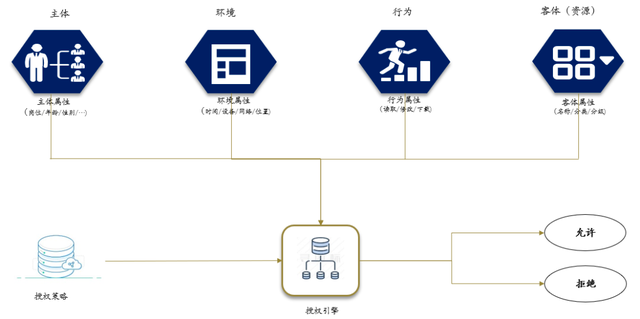 主体
环境
行为
客体（资源）
主体属性
（岗位/年龄/性别/…）
环境属性
（时间/设备/网络/位置）
行为属性
（读取/修改/下载）
客体属性
（名称/分类/分级）
允许
拒绝
授权策略
授权引擎